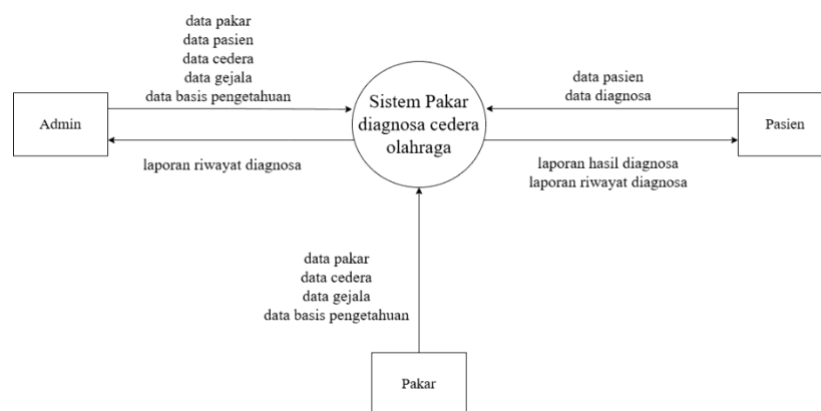 data pakar
data pasien
data cedera
data gejala
data basis pengetahuan
Admin
laporan riwayat diagnosa
Sistem Pakar
diagnosa cedera
olahraga
data pasien
data diagnosa
Pasien
laporan hasil diagnosa
laporan riwayat diagnosa
data pakar
data cedera
data gejala
data basis pengetahuan
Pakar